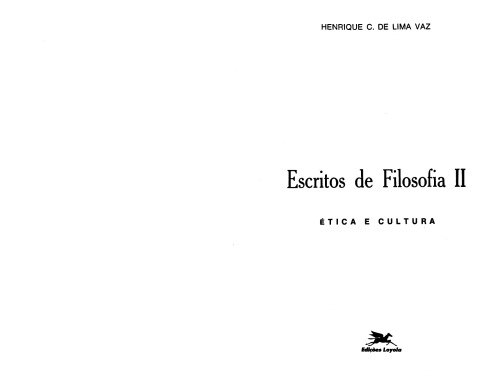 HENRIQUE C. DE LIMA VAZ
Escritos de Filosofia II
ÉTICA E CULTURA
Edições Loyola